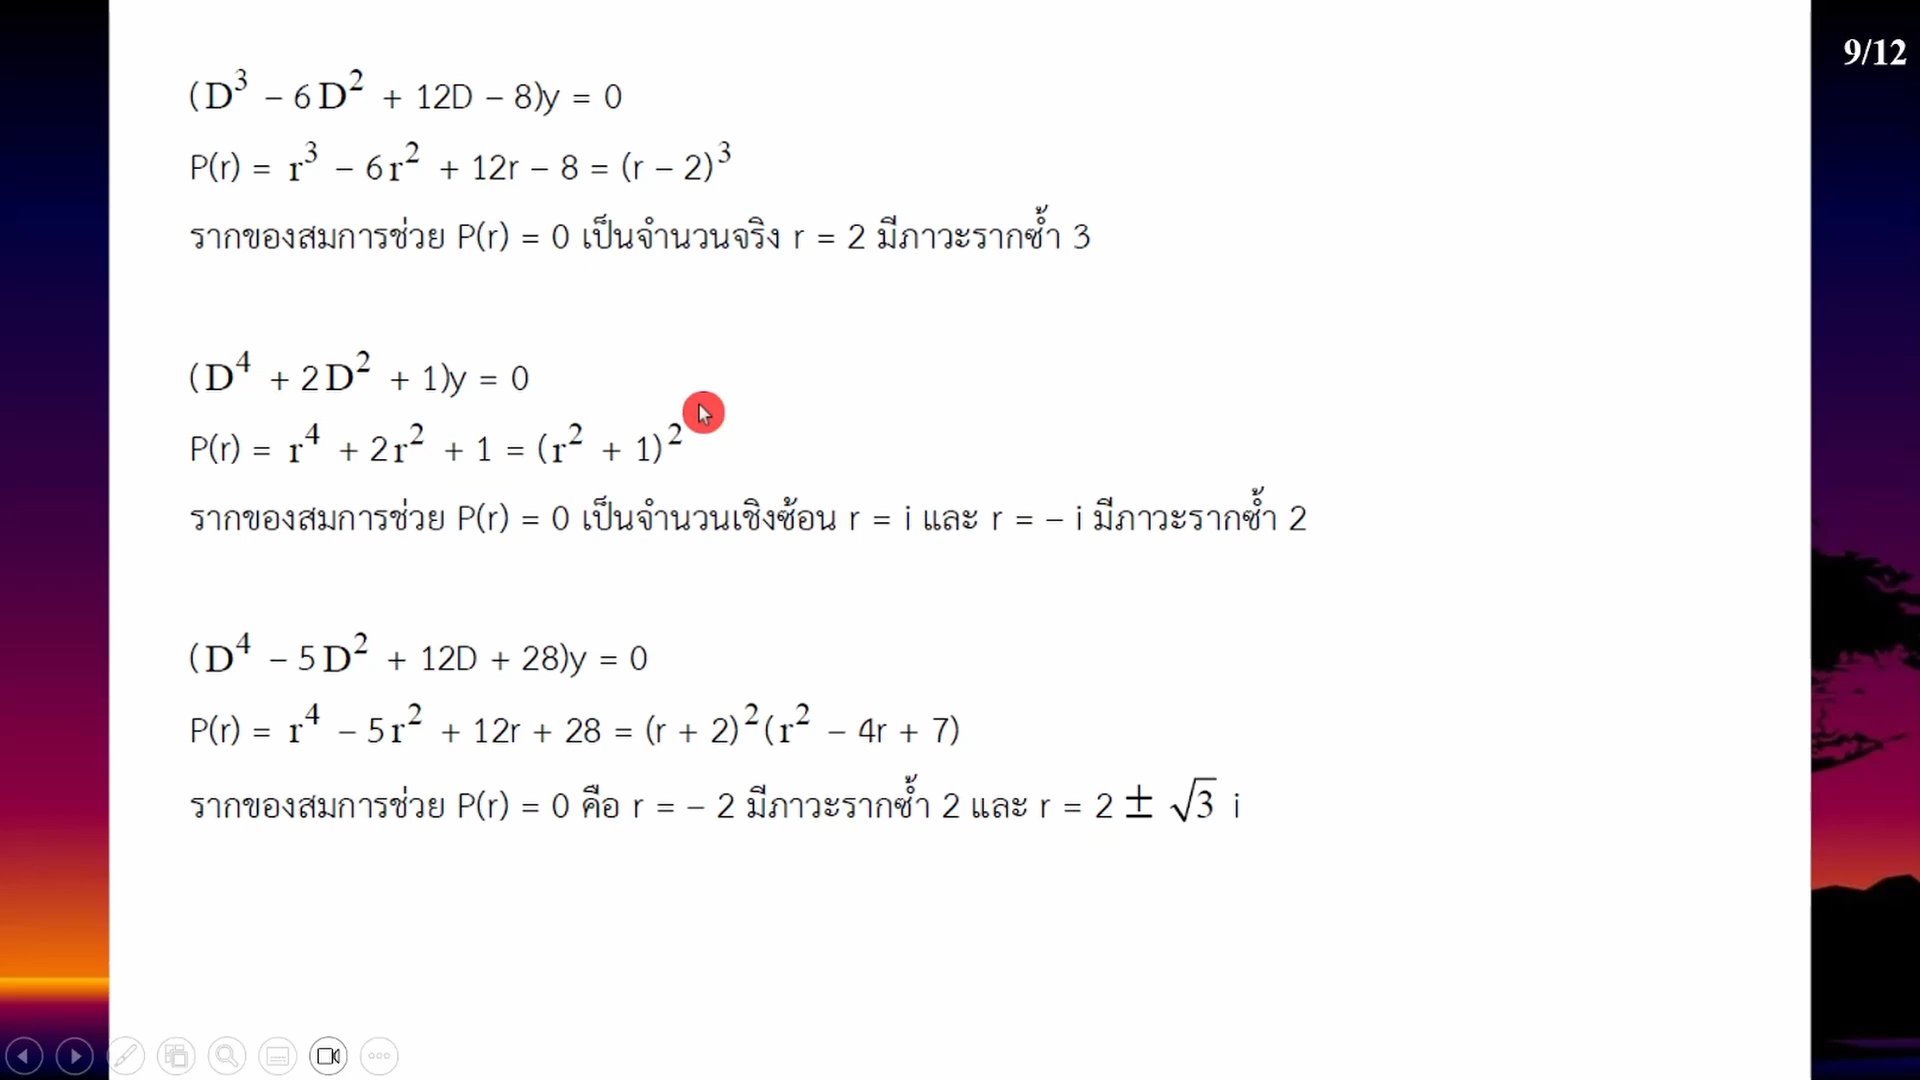 9/12
(D³ – 6D² + 12D – 8)y = 0
P(r) = r³ – 6r² + 12r – 8 = (r – 2)³
รากของสมการช่วย P(r) = 0 เป็นจำนวนจริง r = 2 มีภาวะรากซ้ำ 3
(D⁴ + 2D² + 1)y = 0
P(r) = r⁴ + 2r² + 1 = (r² + 1)²
รากของสมการช่วย P(r) = 0 เป็นจำนวนเชิงซ้อน r = i และ r = – i มีภาวะรากซ้ำ 2
(D⁴ – 5D² + 12D + 28)y = 0
P(r) = r⁴ – 5r² + 12r + 28 = (r + 2)²(r² – 4r + 7)
รากของสมการช่วย P(r) = 0 คือ r = – 2 มีภาวะรากซ้ำ 2 และ r = 2 ± √3 i